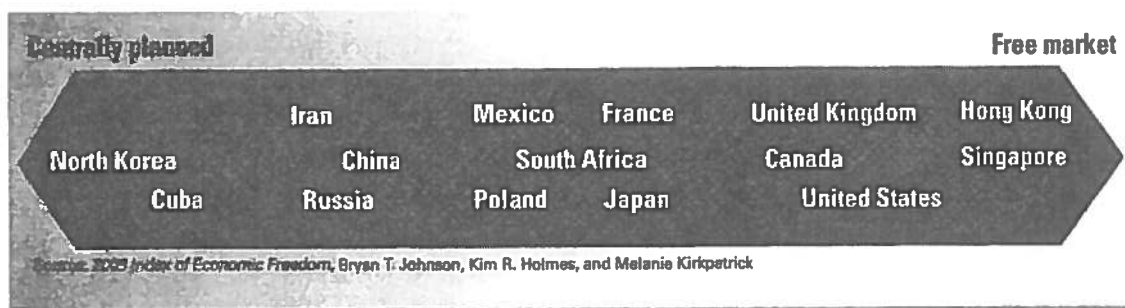 Centrally planned Free market
Iran Mexico France United Kingdom Hong Kong
North Korea China South Africa Canada Singapore
Cuba Russia Poland Japan United States
Index of Economic Freedom, Bryan T. Johnson, Kim R. Holmes, and Melanie Kirkpatrick